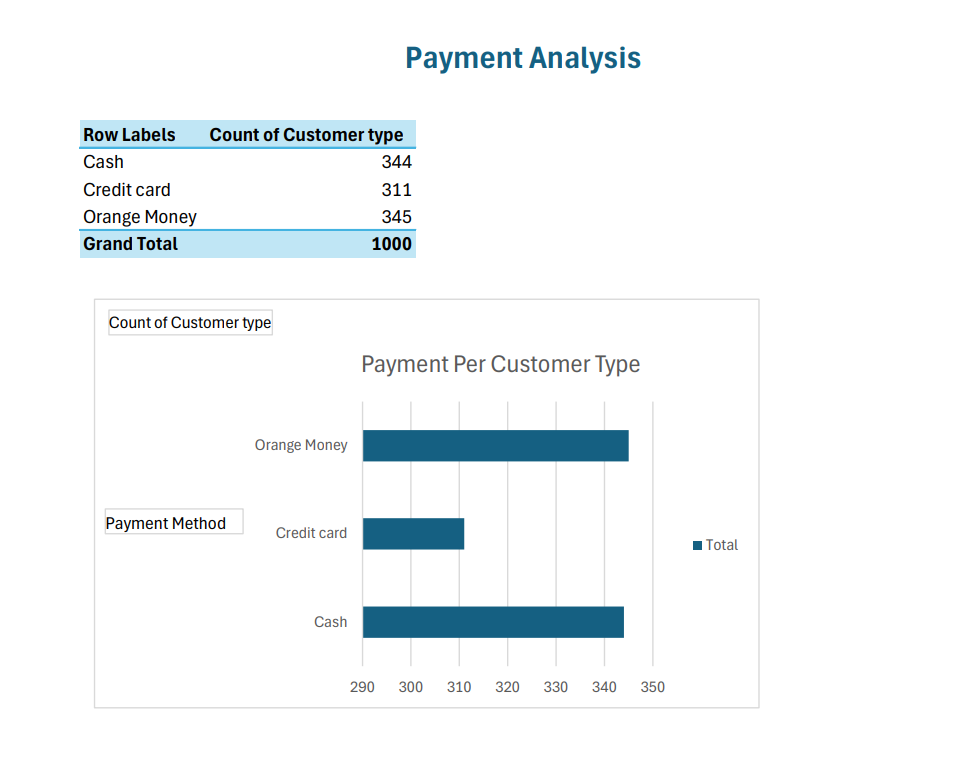 Payment Analysis
Row Labels Count of Customer type
Cash 344
Credit card 311
Orange Money 345
Grand Total 1000
Count of Customer type
Payment Per Customer Type
Orange Money
Payment Method
Credit card
Total
Cash
290 300 310 320 330 340 350